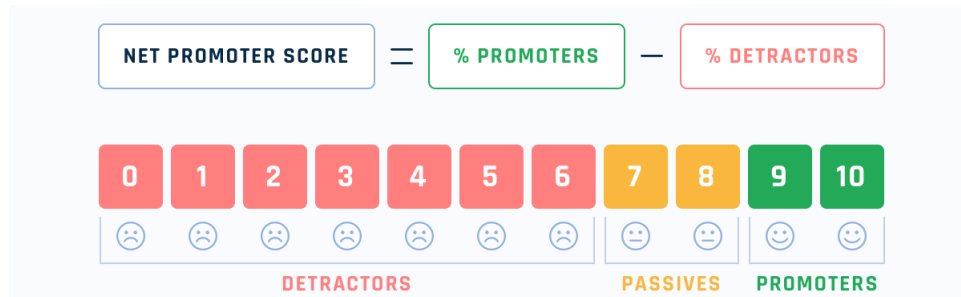 NET PROMOTER SCORE = % PROMOTERS — % DETRACTORS
0 1 2 3 4 5 6 7 8 9 10
DETRACTORS PASSIVES PROMOTERS